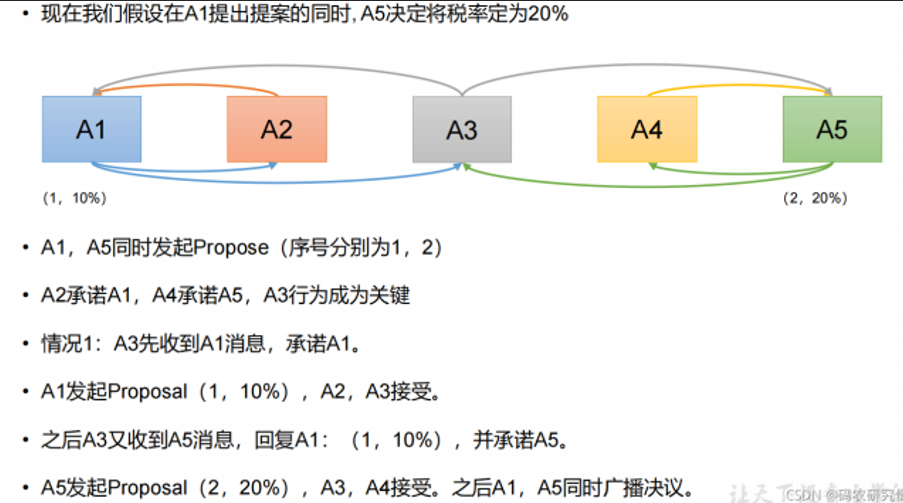 现在我们假设在A1提出提案的同时, A5决定将税率定为20%
A1
A2
A3
A4
A5
（1，10%）
（2，20%）
A1，A5同时发起Propose（序号分别为1，2）
A2承诺A1，A4承诺A5，A3行为成为关键
情况1：A3先收到A1消息，承诺A1。
A1发起Proposal（1，10%），A2，A3接受。
之后A3又收到A5消息，回复A1：（1，10%），并承诺A5。
A5发起Proposal（2，20%），A3，A4接受。之后A1，A5同时广播决议。
CSDN @码农研究僧